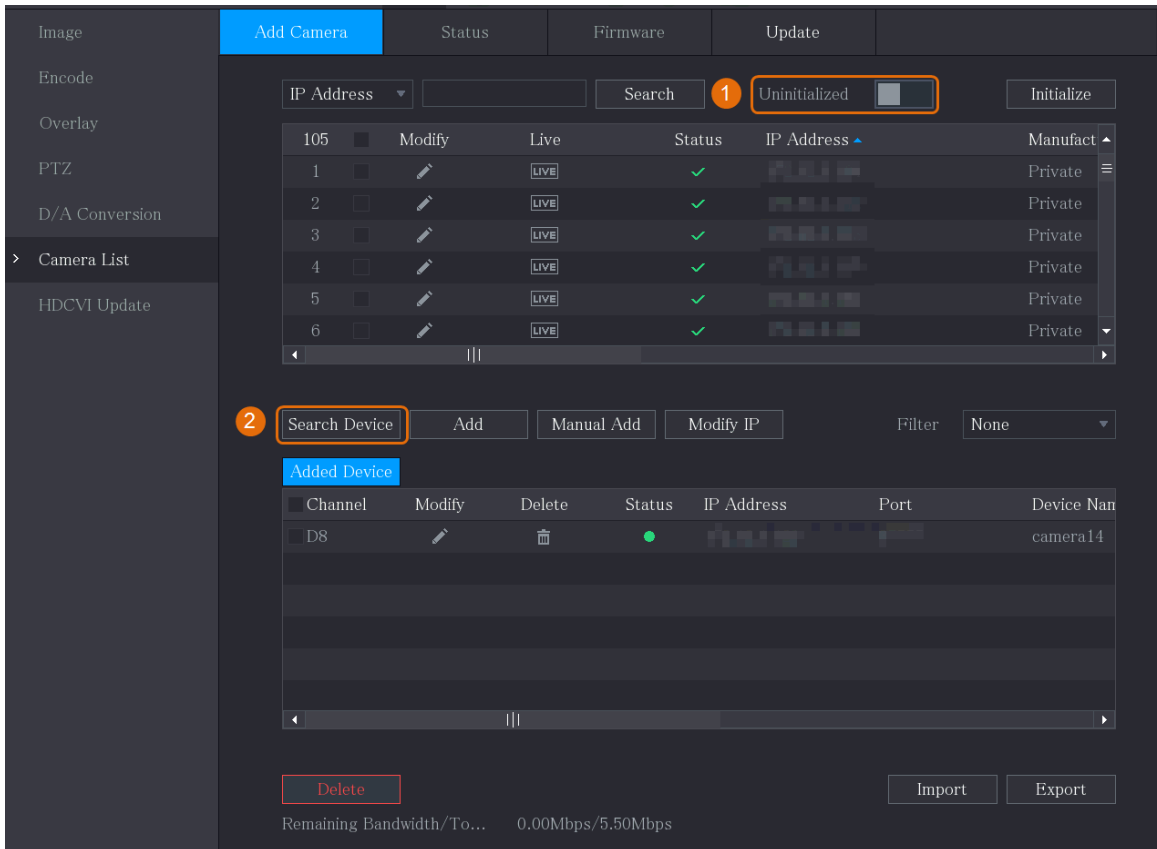 Image
Encode
Overlay
PTZ
D/A Conversion
Camera List
HDCVI Update
Add Camera Status Firmware Update
IP Address Search 1 Uninitialized Initialize
105 Modify Live Status IP Address Manufact
1 LIVE Private
2 LIVE Private
3 LIVE Private
4 LIVE Private
5 LIVE Private
6 LIVE Private
2 Search Device Add Manual Add Modify IP Filter None
Added Device
Channel Modify Delete Status IP Address Port Device Nam
D8 camera14
Delete Import Export
Remaining Bandwidth/To... 0.00Mbps/5.50Mbps